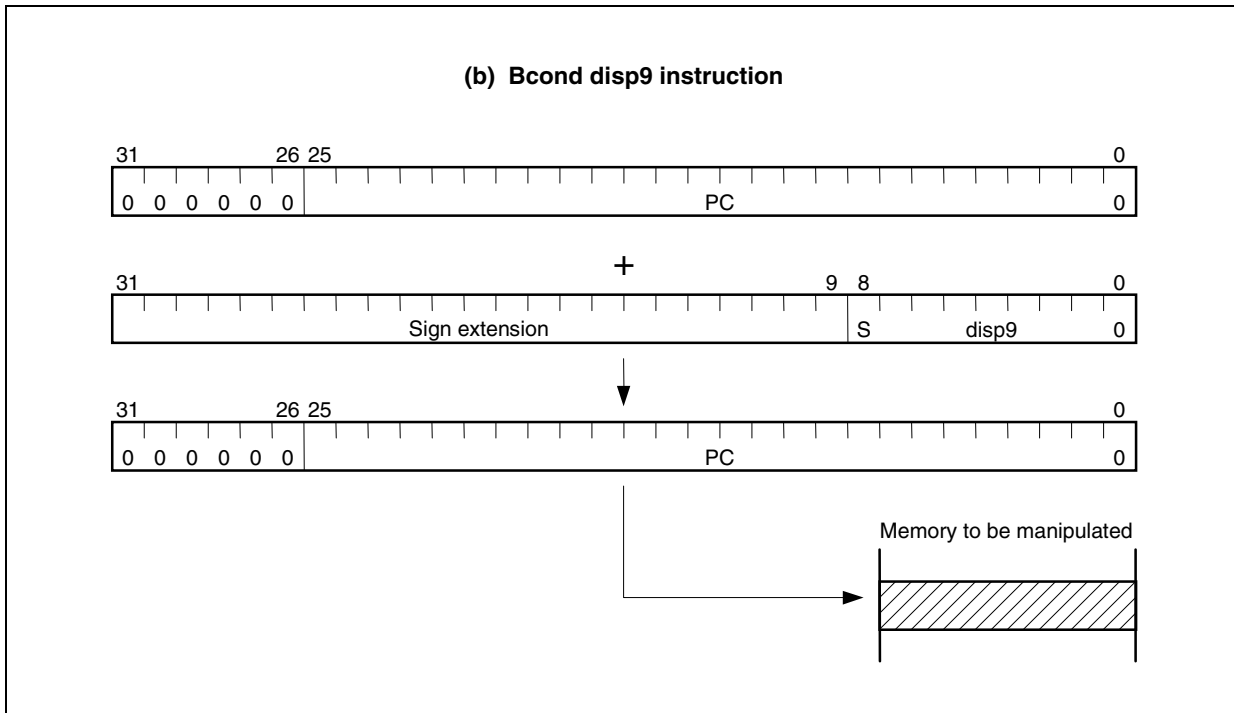 (b) Bcond disp9 instruction
31 26 25 0
0 0 0 0 0 0 PC 0
+
31 9 8 0
Sign extension S disp9 0
31 26 25 0
0 0 0 0 0 0 PC 0
Memory to be manipulated